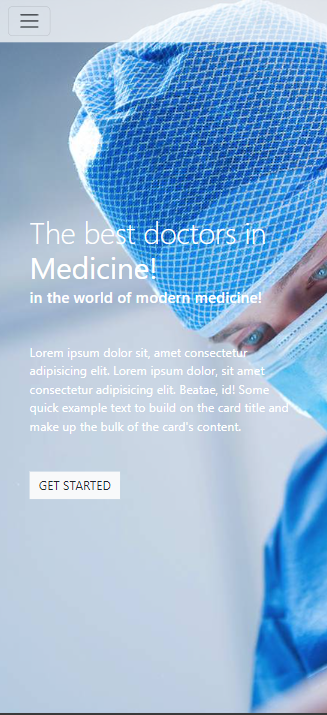 The best doctors in
Medicine!
in the world of modern medicine!
Lorem ipsum dolor sit, amet consectetur
adipisicing elit. Lorem ipsum dolor, sit amet
consectetur adipisicing elit. Beatae, id! Some
quick example text to build on the card title and
make up the bulk of the card's content.
GET STARTED